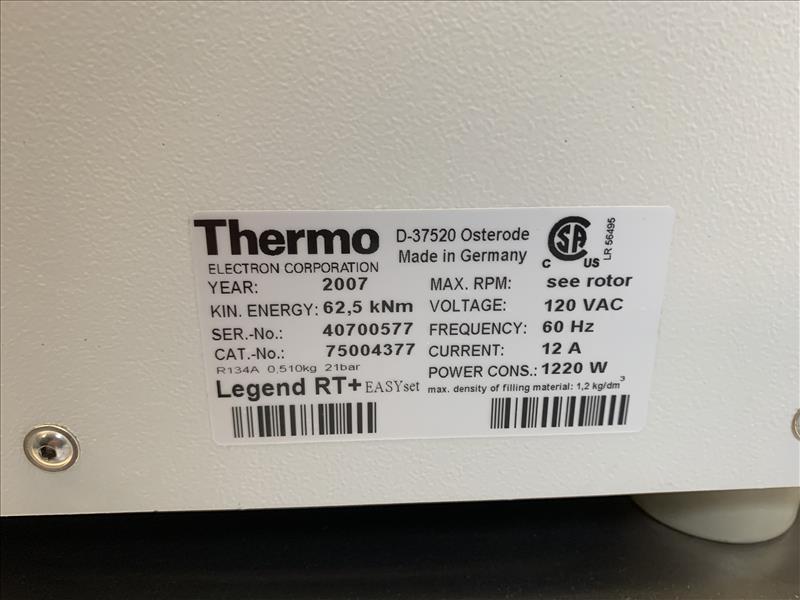 Thermo
ELECTRON CORPORATION
D-37520 Osterode
Made in Germany
CSA
C US
LR 56495
YEAR: 2007
MAX. RPM: see rotor
KIN. ENERGY: 62,5 kNm
VOLTAGE: 120 VAC
SER.-No.: 40700577
FREQUENCY: 60 Hz
CAT.-No.: 75004377
CURRENT: 12 A
R134A 0,510kg 21bar
POWER CONS.: 1220 W
Legend RT+ EASYset
max. density of filling material: 1,2 kg/dm³